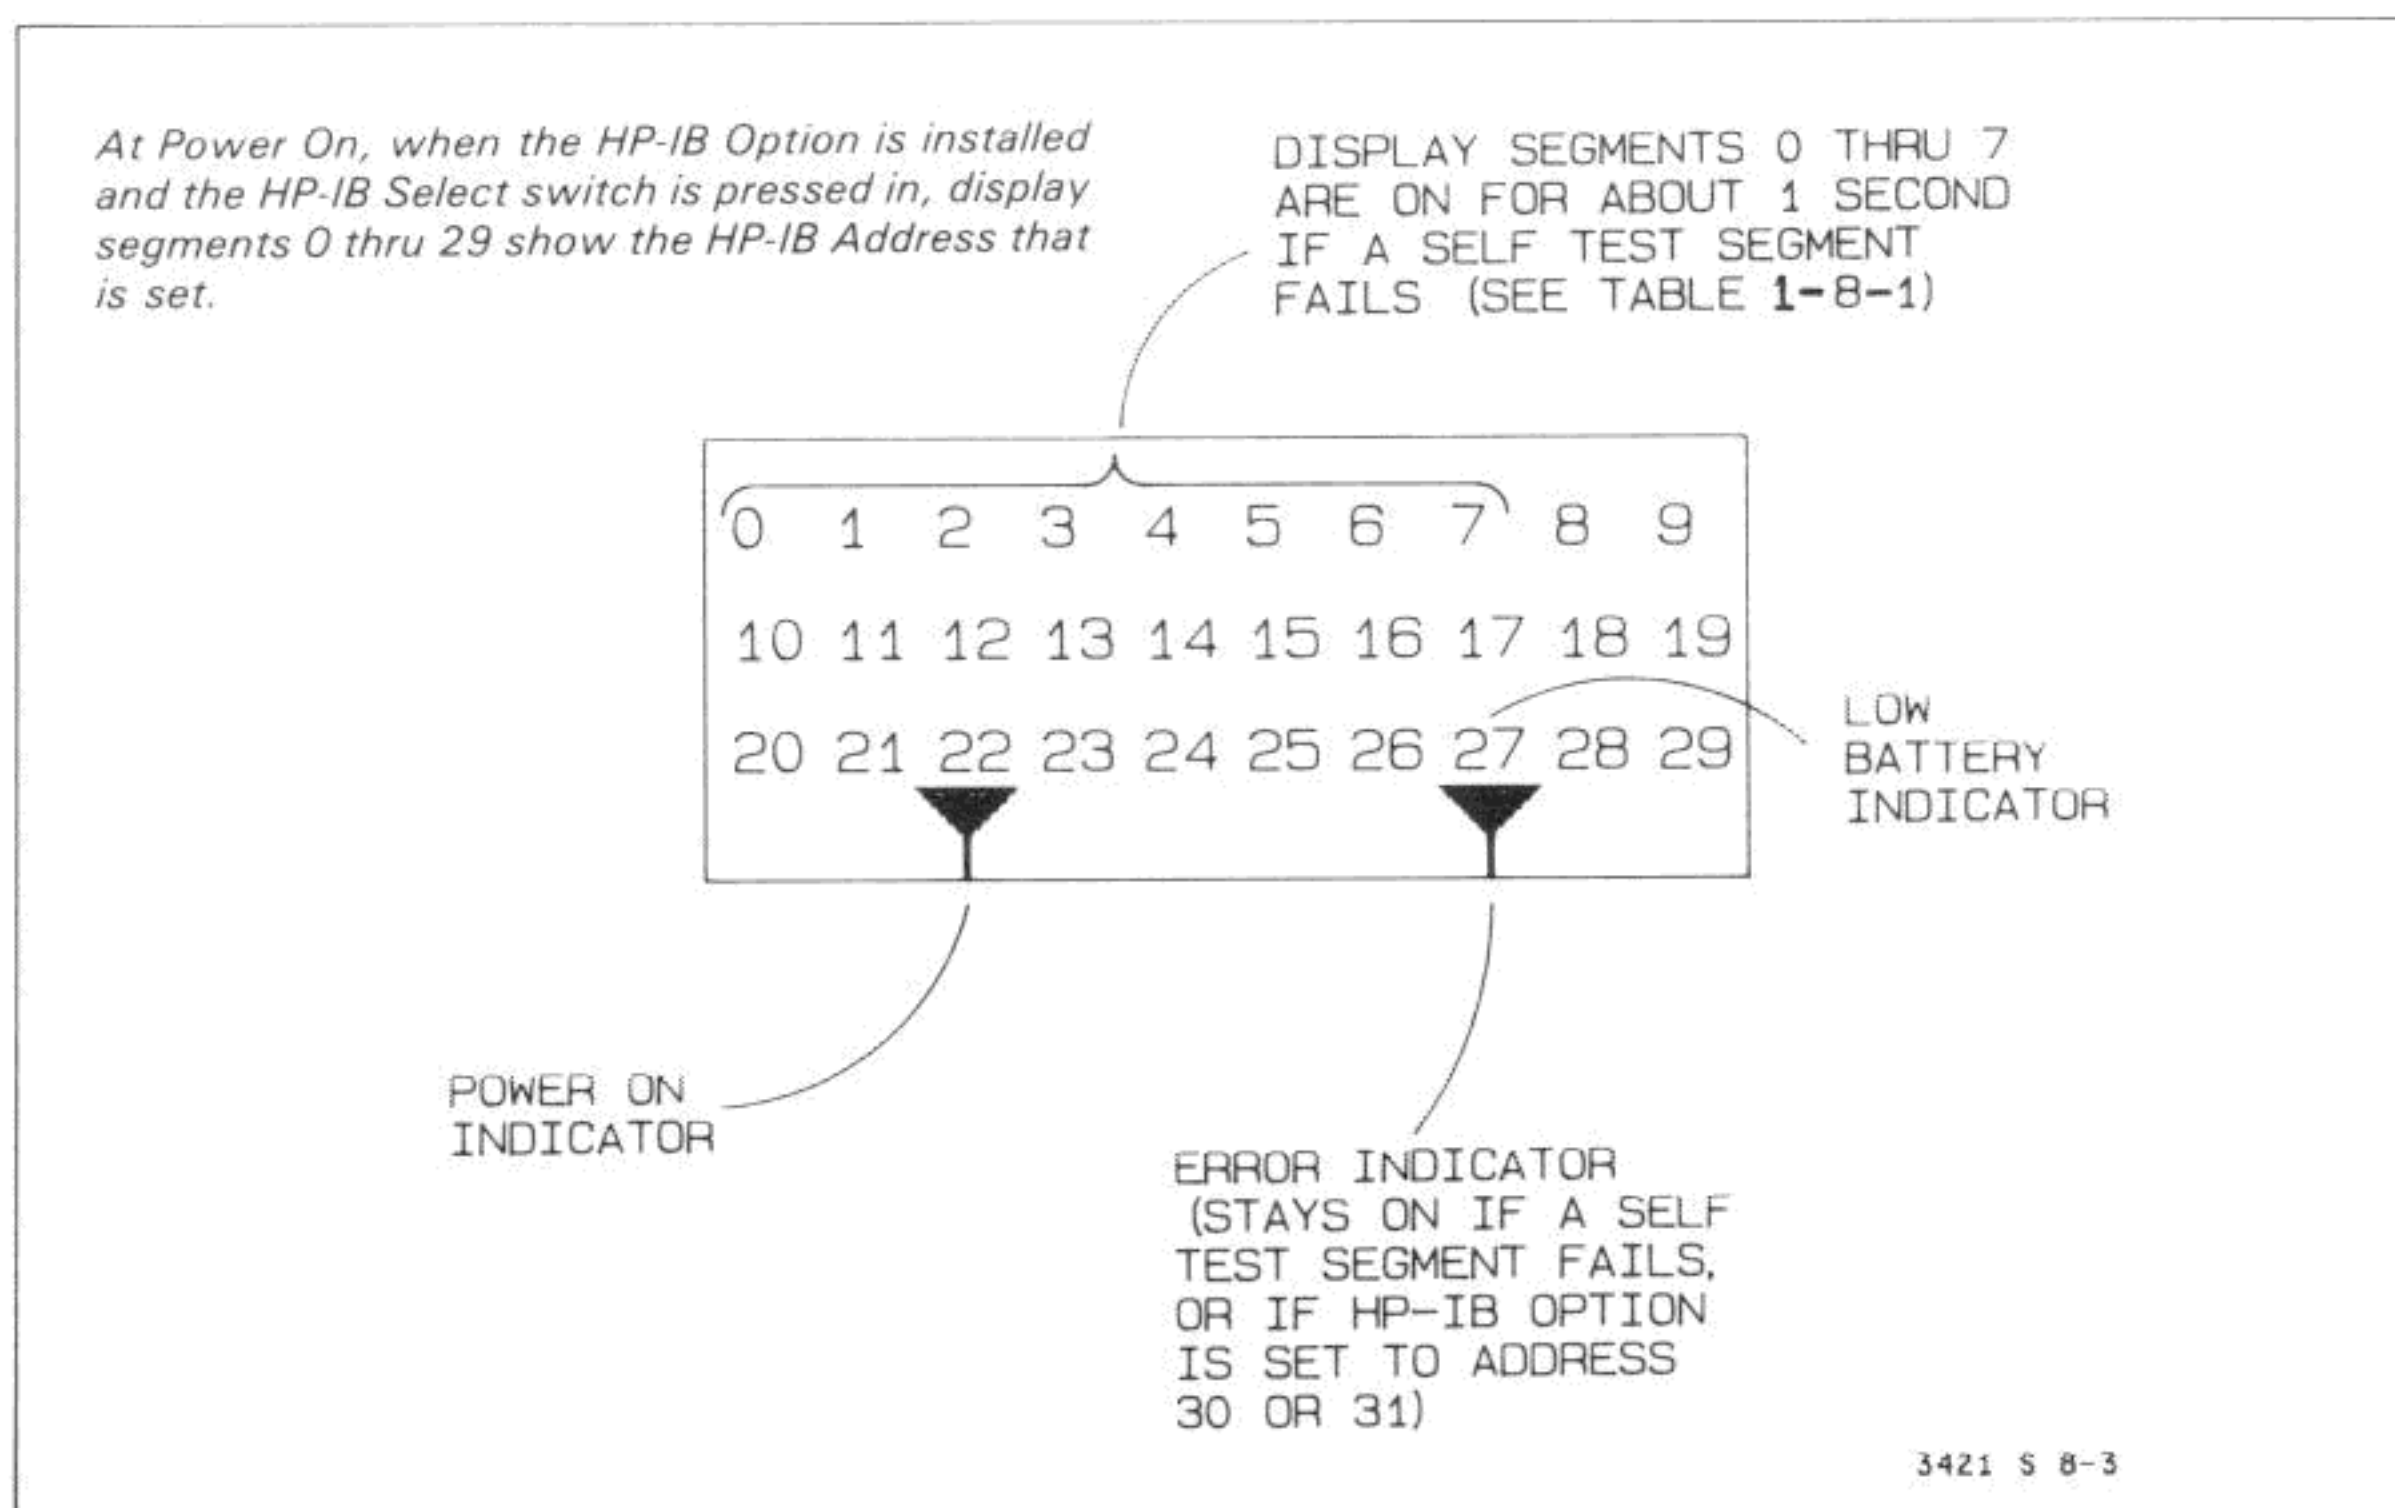 At Power On, when the HP-IB Option is installed
and the HP-IB Select switch is pressed in, display
segments 0 thru 29 show the HP-IB Address that
is set.
DISPLAY SEGMENTS 0 THRU 7
ARE ON FOR ABOUT 1 SECOND
IF A SELF TEST SEGMENT
FAILS (SEE TABLE 1-8-1)
0 1 2 3 4 5 6 7 8 9
10 11 12 13 14 15 16 17 18 19
20 21 22 23 24 25 26 27 28 29
LOW
BATTERY
INDICATOR
POWER ON
INDICATOR
ERROR INDICATOR
(STAYS ON IF A SELF
TEST SEGMENT FAILS,
OR IF HP-IB OPTION
IS SET TO ADDRESS
30 OR 31)
3421 S 8-3